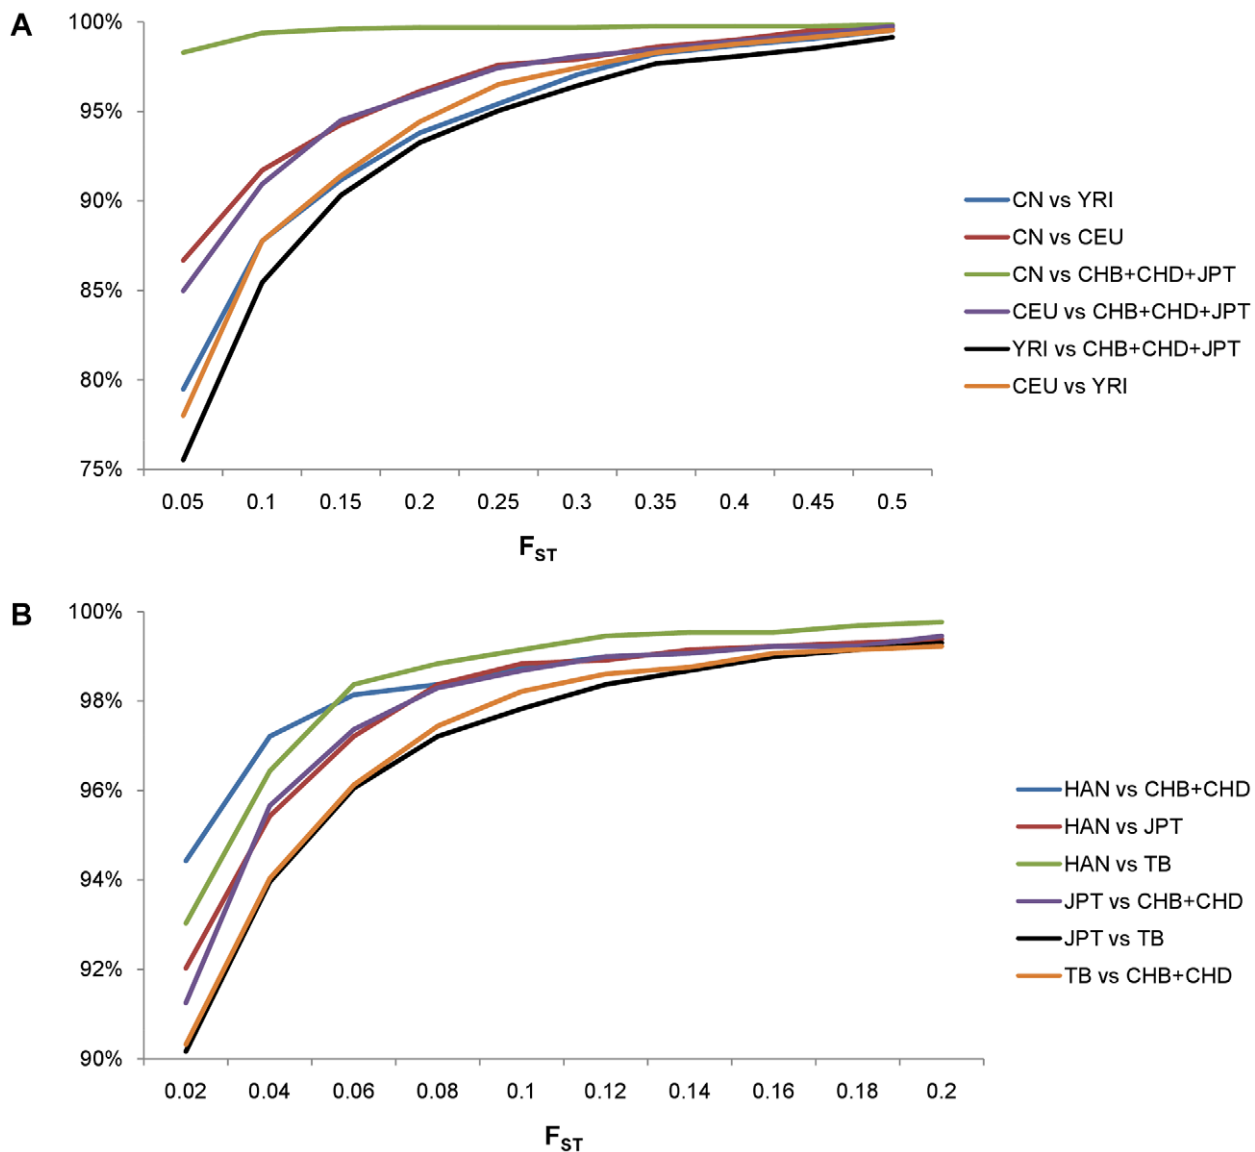 A
100%
95%
90%
85%
80%
75%
0.05 0.1 0.15 0.2 0.25 0.3 0.35 0.4 0.45 0.5
FST
CN vs YRI
CN vs CEU
CN vs CHB+CHD+JPT
CEU vs CHB+CHD+JPT
YRI vs CHB+CHD+JPT
CEU vs YRI
B
100%
98%
96%
94%
92%
90%
0.02 0.04 0.06 0.08 0.1 0.12 0.14 0.16 0.18 0.2
FST
HAN vs CHB+CHD
HAN vs JPT
HAN vs TB
JPT vs CHB+CHD
JPT vs TB
TB vs CHB+CHD